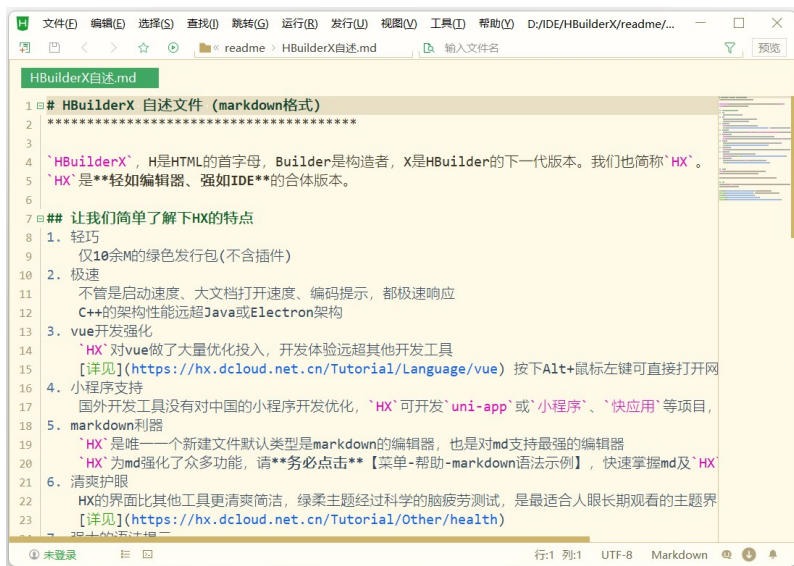 H 文件(F) 编辑(E) 选择(S) 查找(I) 跳转(G) 运行(R) 发行(U) 视图(V) 工具(T) 帮助(Y) D:/IDE/HBuilderX/readme/...
readme > HBuilderX自述.md 输入文件名 预览
HBuilderX自述.md
1 # HBuilderX 自述文件 (markdown格式)
2 ***************************************
3
4 `HBuilderX`, H是HTML的首字母, Builder是构造者, X是HBuilder的下一代版本。我们也简称`HX`。
5 `HX`是**轻如编辑器、强如IDE**的合体版本。
6
7 ## 让我们简单了解下HX的特点
8 1. 轻巧
9 仅10余M的绿色发行包(不含插件)
10 2. 极速
11 不管是启动速度、大文档打开速度、编码提示, 都极速响应
12 C++的架构性能远超Java或Electron架构
13 3. vue开发强化
14 `HX`对vue做了大量优化投入, 开发体验远超其他开发工具
15 [详见](https://hx.dcloud.net.cn/Tutorial/Language/vue) 按下Alt+鼠标左键可直接打开网
16 4. 小程序支持
17 国外开发工具没有对中国的小程序开发优化, `HX`可开发`uni-app`或`小程序`、`快应用`等项目,
18 5. markdown利器
19 `HX`是唯一一个新建文件默认类型是markdown的编辑器, 也是对md支持最强的编辑器
20 `HX`为md强化了众多功能, 请**务必点击**【菜单-帮助-markdown语法示例】, 快速掌握md及`HX`
21 6. 清爽护眼
22 HX的界面比其他工具更清爽简洁, 绿柔主题经过科学的脑疲劳测试, 是最适合人眼长期观看的主题界
23 [详见](https://hx.dcloud.net.cn/Tutorial/Other/health)
未登录 行:1 列:1 UTF-8 Markdown